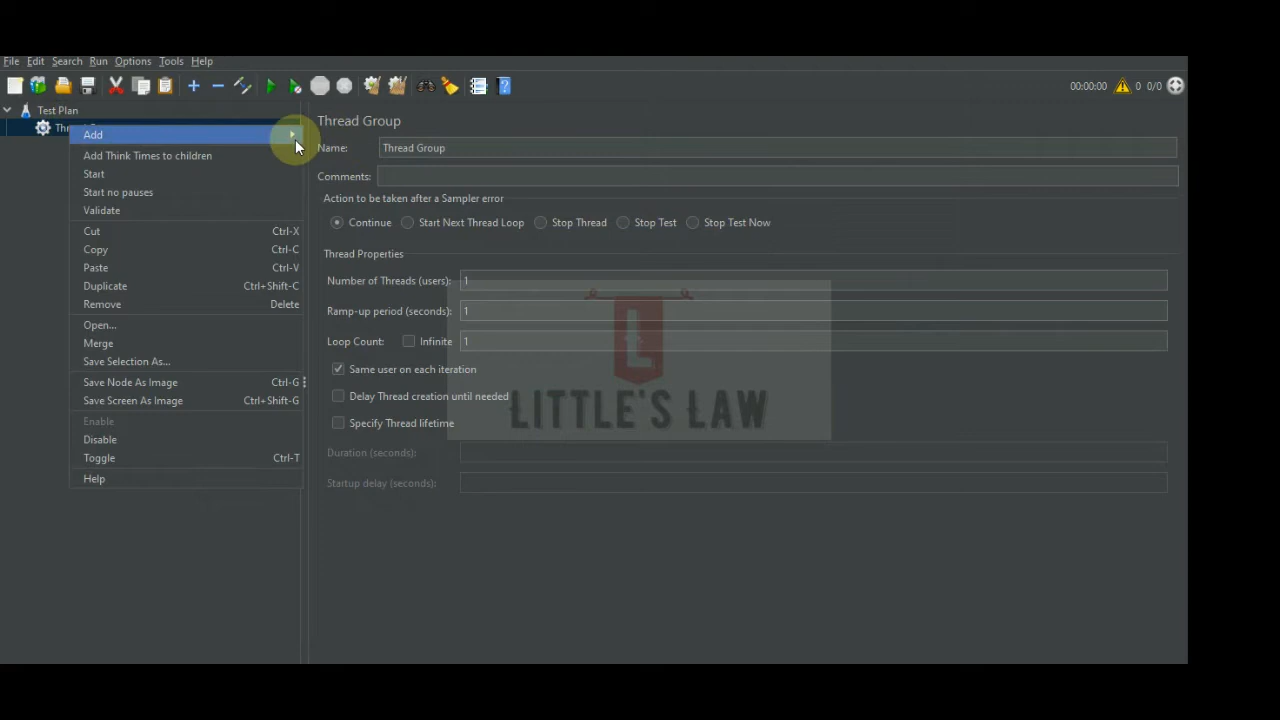 File Edit Search Run Options Tools Help
00:00:00 0 0/0
Test Plan
Add
Add Think Times to children
Start
Start no pauses
Validate
Cut Ctrl-X
Copy Ctrl-C
Paste Ctrl-V
Duplicate Ctrl+Shift-C
Remove Delete
Open...
Merge
Save Selection As...
Save Node As Image Ctrl-G
Save Screen As Image Ctrl+Shift-G
Enable
Disable
Toggle Ctrl-T
Help
Thread Group
Name: Thread Group
Comments:
Action to be taken after a Sampler error
Continue Start Next Thread Loop Stop Thread Stop Test Stop Test Now
Thread Properties
Number of Threads (users): 1
Ramp-up period (seconds): 1
Loop Count: Infinite 1
Same user on each iteration
Delay Thread creation until needed
Specify Thread lifetime
Duration (seconds):
Startup delay (seconds):
L
LITTLE'S LAW